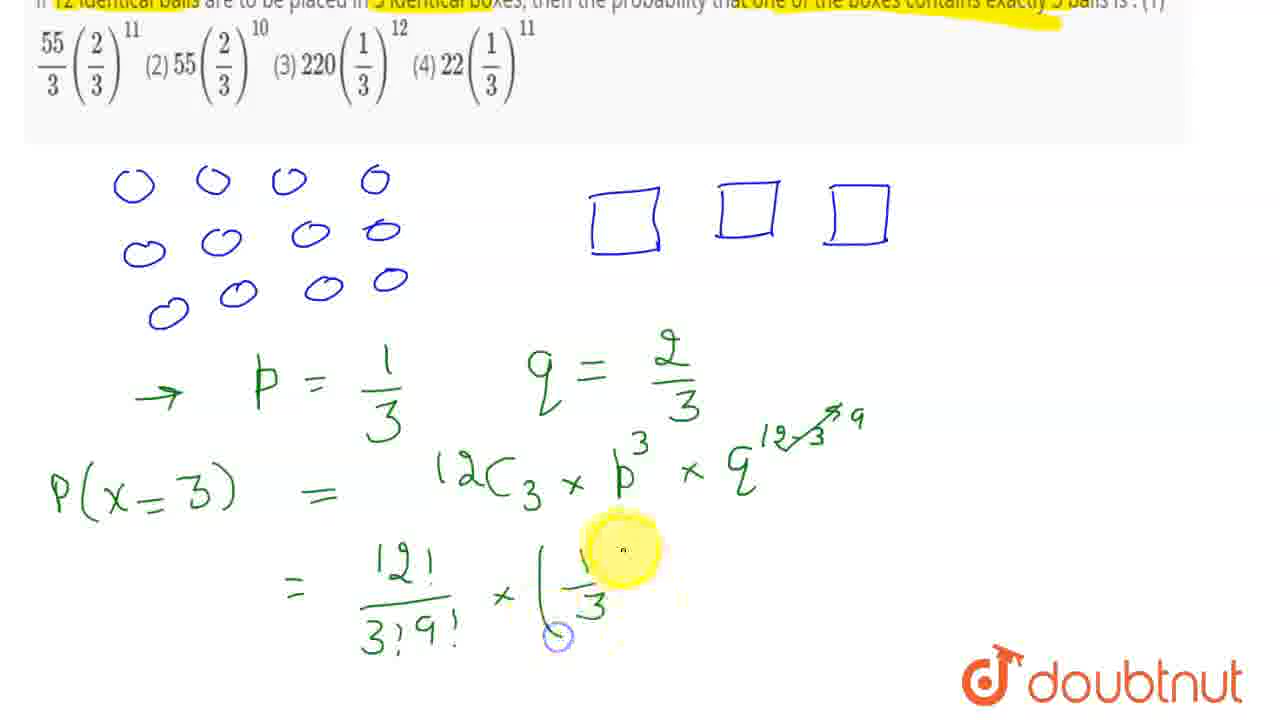 If 12 identical balls are to be placed in 3 identical boxes, then the probability that one of the boxes contains exactly 3 balls is : (1)
55/3 (2/3)^11 (2) 55 (2/3)^10 (3) 220 (1/3)^12 (4) 22 (1/3)^11
→ p = 1/3 q = 2/3
P(x = 3) = 12C3 × p^3 × q^12-3 9
= 12!/3!9! × (1/3
doubtnut